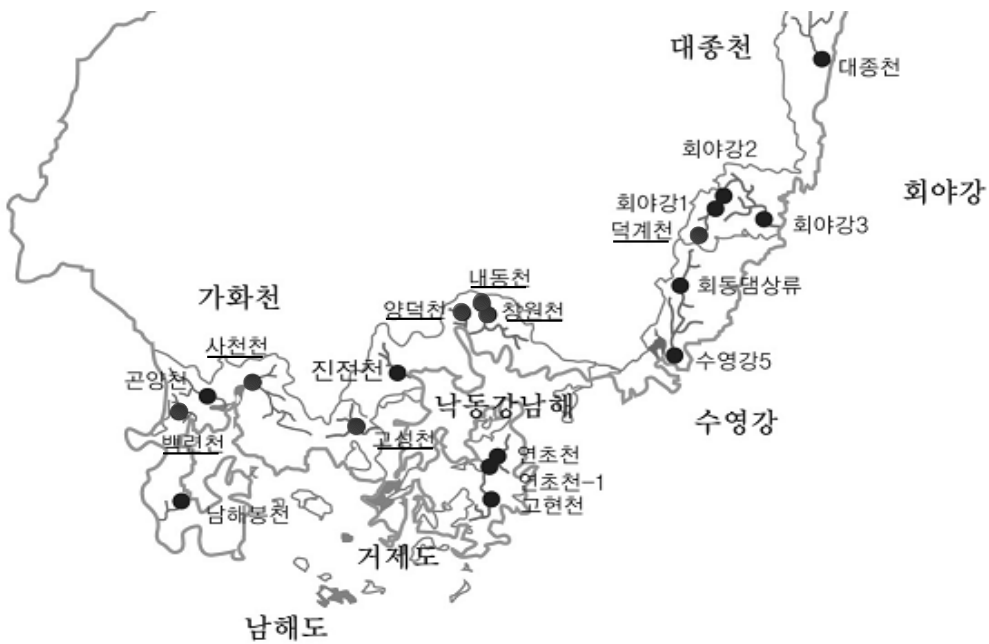 대종천
대종천
회야강2
회야강
회야강1
회야강3
덕계천
내동천
회동댐상류
가화천
양덕천
창원천
사천천
수영강5
진전천
곤양천
낙동강남해
수영강
백련천
고성천
연초천
연초천-1
고현천
남해봉천
거제도
남해도